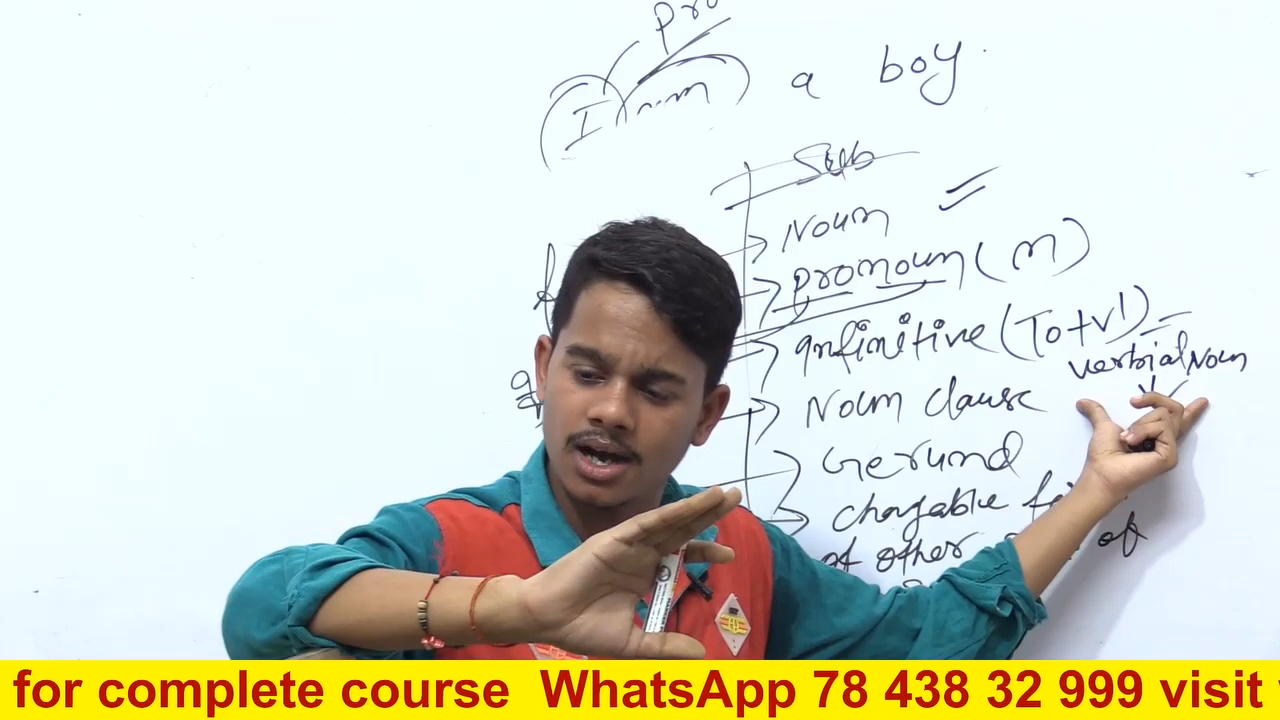 pro
I a boy.
Sub
Noun
pronoun (n)
infinitive (To+V1) =
verbial Noun
Noun clause
Gerund
chagable
of other of
for complete course WhatsApp 78 438 32 999 visit